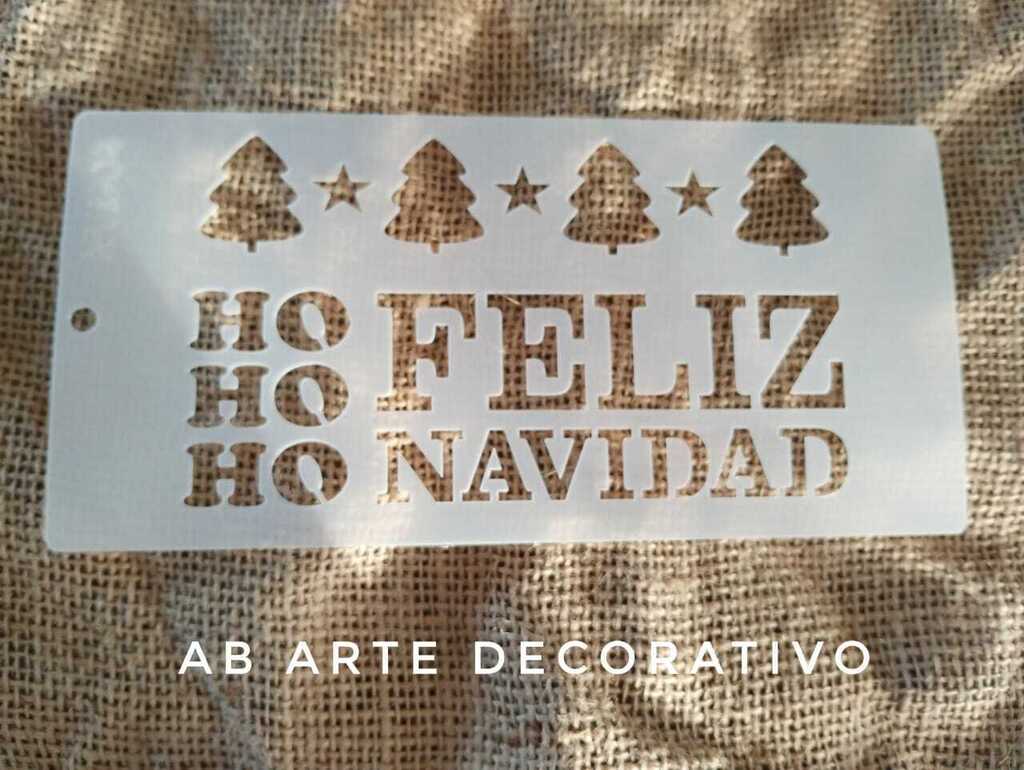 HO FELIZ
HO
HO NAVIDAD
AB ARTE DECORATIVO